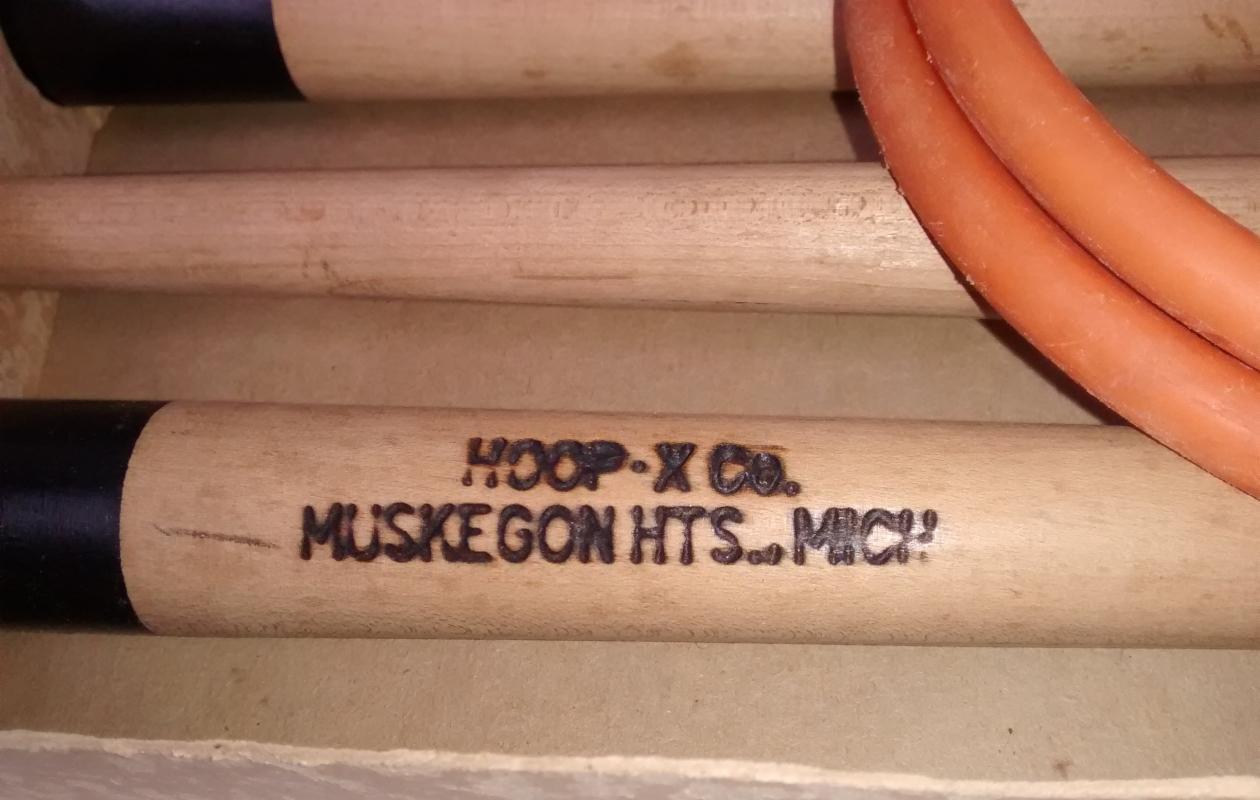 HOOP-X Co.
MUSKEGON HTS., MICH